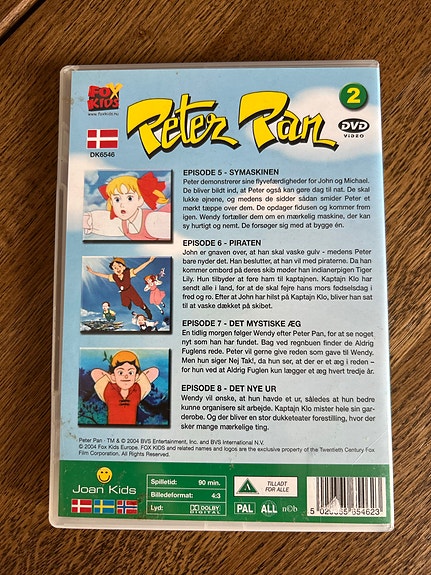 FOX
KIDS
www.foxkids.nu
Peter Pan
2
DVD
VIDEO
DK6546
EPISODE 5 - SYMASKINEN
Peter demonstrerer sine flyvefærdigheder for John og Michael.
De bliver bildt ind, at Peter også kan gøre dag til nat. De skal
lukke øjnene, og medens de sidder sådan smider Peter et
mørkt tæppe over dem. De opdager fidusen og kommer frem
igen. Wendy fortæller dem om en mærkelig maskine, der kan
sy hurtigt og nemt. De forsøger sig med at bygge én.
EPISODE 6 - PIRATEN
John er gnaven over, at han skal vaske gulv - medens Peter
bare nyder det. Han beslutter, at han vil med piraterne. Da han
kommer ombord på deres skib møder han indianerpigen Tiger
Lily. Hun tilbyder atføre ham til kaptajnen. Kaptajn Klo har
sendt alle i land, for at de skal fejre hans mors fødselsdag i
fred og ro. Efter at John har hilst på Kaptajn Klo, bliver han sat
til at vaske dækket på skibet.
EPISODE 7 - DET MYSTISKE ÆG
En tidlig morgen følger Wendy efter Peter Pan, for at se noget
nyt som han har fundet. Bag ved regnbuen finder de Aldrig
Fuglens rede. Peter vil gerne give reden som gave til Wendy.
Men hun siger Nej Tak!, da hun ser, at der er et æg i reden –
for hun ved at Aldrig Fuglen kun lægger et æg hvert tredje år.
EPISODE 8 - DET NYE UR
Wendy vil ønske, at hun havde et ur, således at hun bedre
kunne organisere sit arbejde. Kaptajn Klo mister hele sin gar-
derobe. Og der bliver en stor dukketeater forestilling, hvor der
sker mange mærkelige ting.
Peter Pan · TM & © 2004 BVS Entertainment, Inc. and BVS International N.V.
© 2004 Fox Kids Europe. FOX KIDS and related names and logos are the exclusive property of the Twentieth Century Fox
Film Corporation. All Rights Reserved.
Joan Kids
Spilletid: 90 min.
Billedeformat: 4:3
Lyd: DOLBY DIGITAL
TILLADT
FOR ALLE
PAL ALL n©b